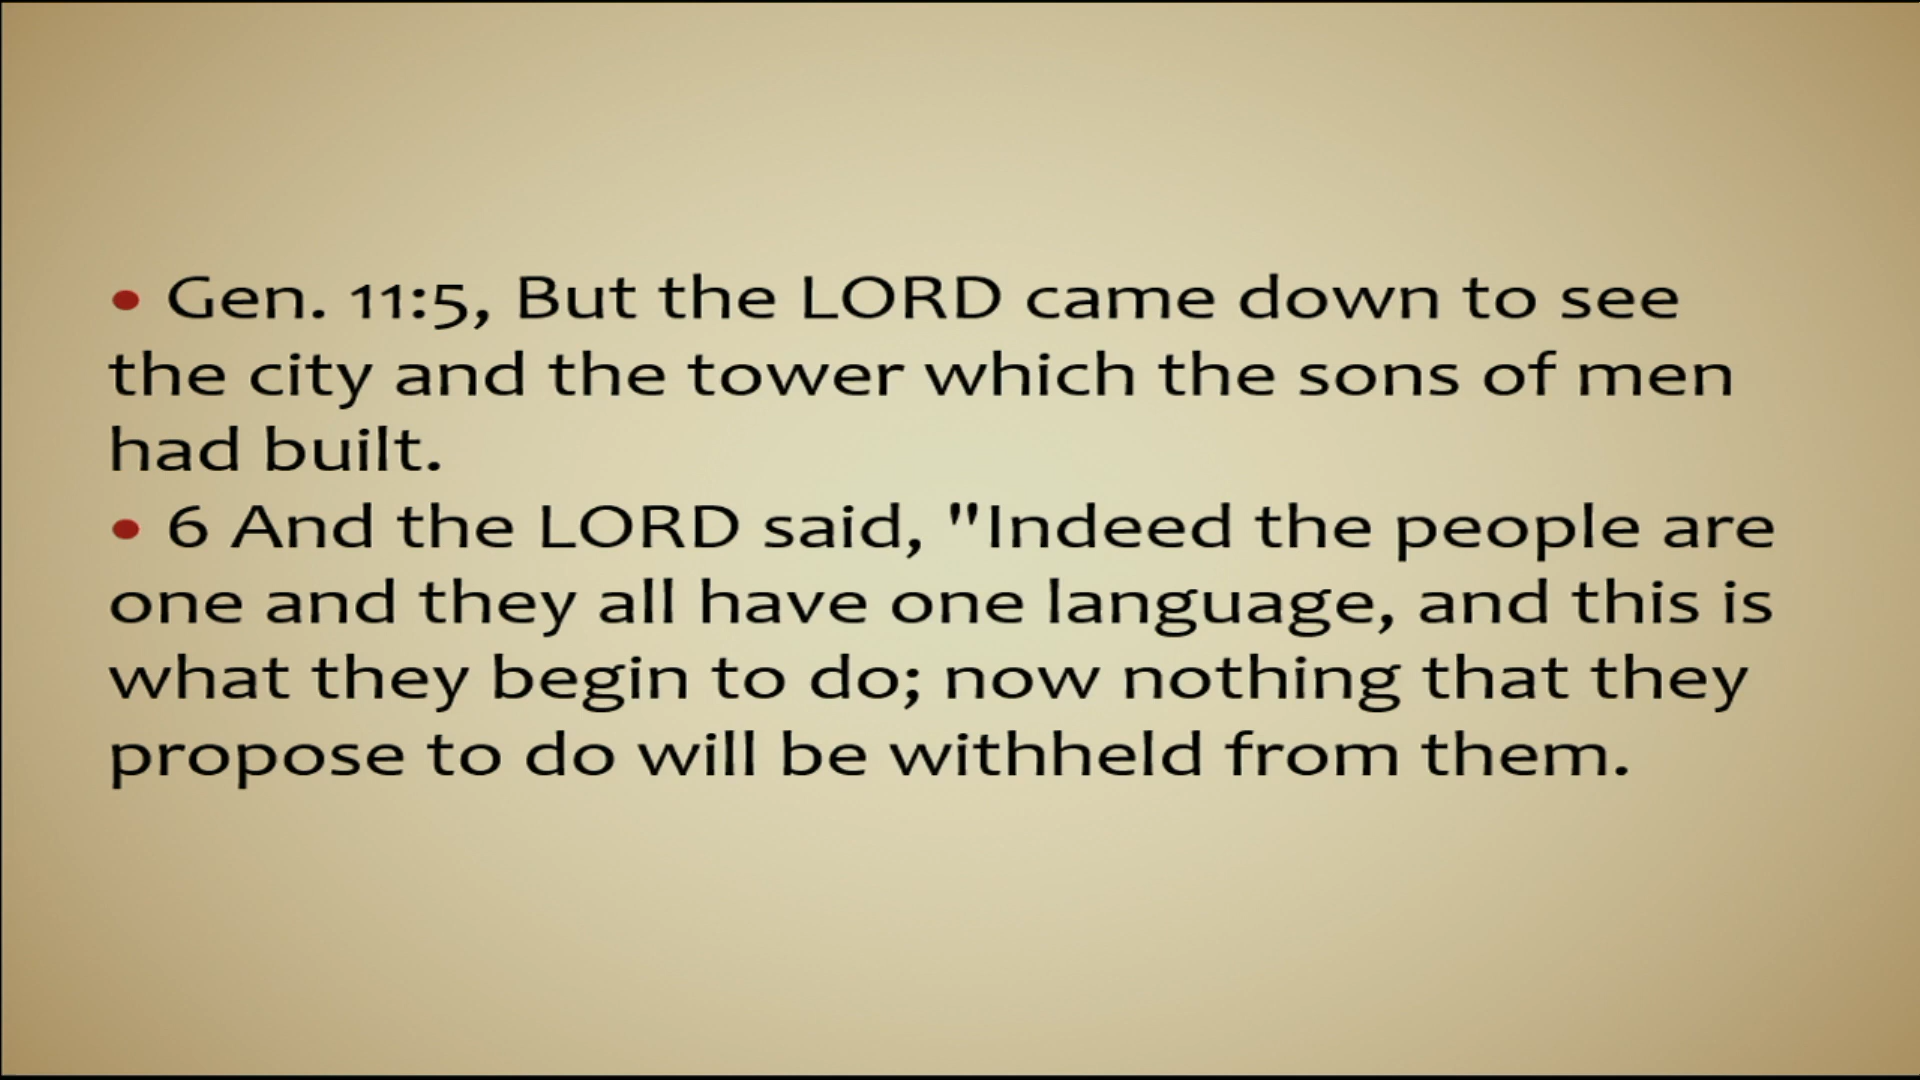 • Gen. 11:5, But the LORD came down to see
the city and the tower which the sons of men
had built.
• 6 And the LORD said, "Indeed the people are
one and they all have one language, and this is
what they begin to do; now nothing that they
propose to do will be withheld from them.